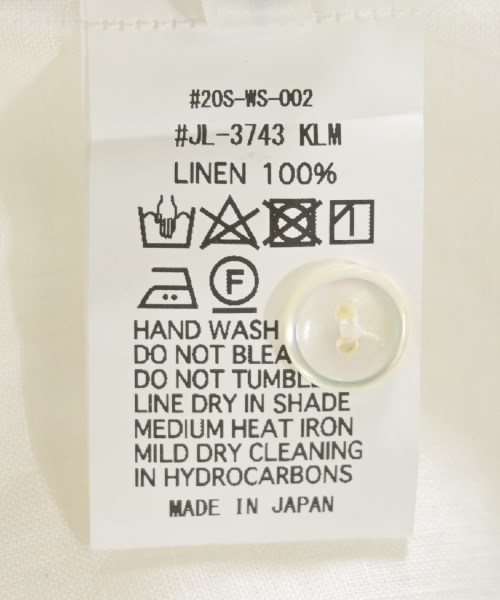 #20S-WS-002
#JL-3743 KLM
LINEN 100%
F
HAND WASH
DO NOT
DO NOT
LINE DRY IN SHADE
MEDIUM HEAT IRON
MILD DRY CLEANING
IN HYDROCARBONS
MADE IN JAPAN